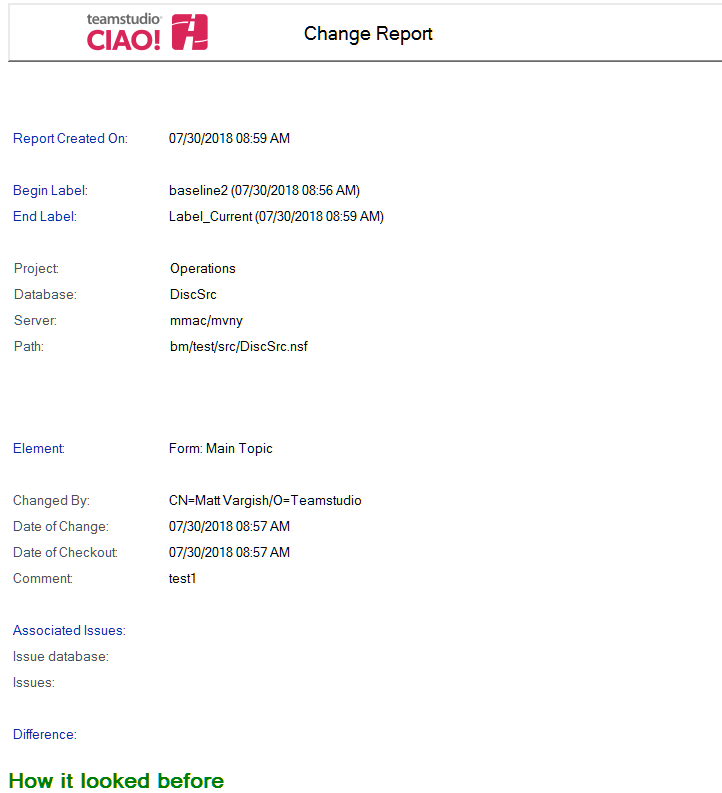 teamstudio
CIAO!
Change Report
Report Created On: 07/30/2018 08:59 AM
Begin Label: baseline2 (07/30/2018 08:56 AM)
End Label: Label_Current (07/30/2018 08:59 AM)
Project: Operations
Database: DiscSrc
Server: mmac/mvny
Path: bm/test/src/DiscSrc.nsf
Element: Form: Main Topic
Changed By: CN=Matt Vargish/O=Teamstudio
Date of Change: 07/30/2018 08:57 AM
Date of Checkout: 07/30/2018 08:57 AM
Comment: test1
Associated Issues:
Issue database:
Issues:
Difference:
How it looked before